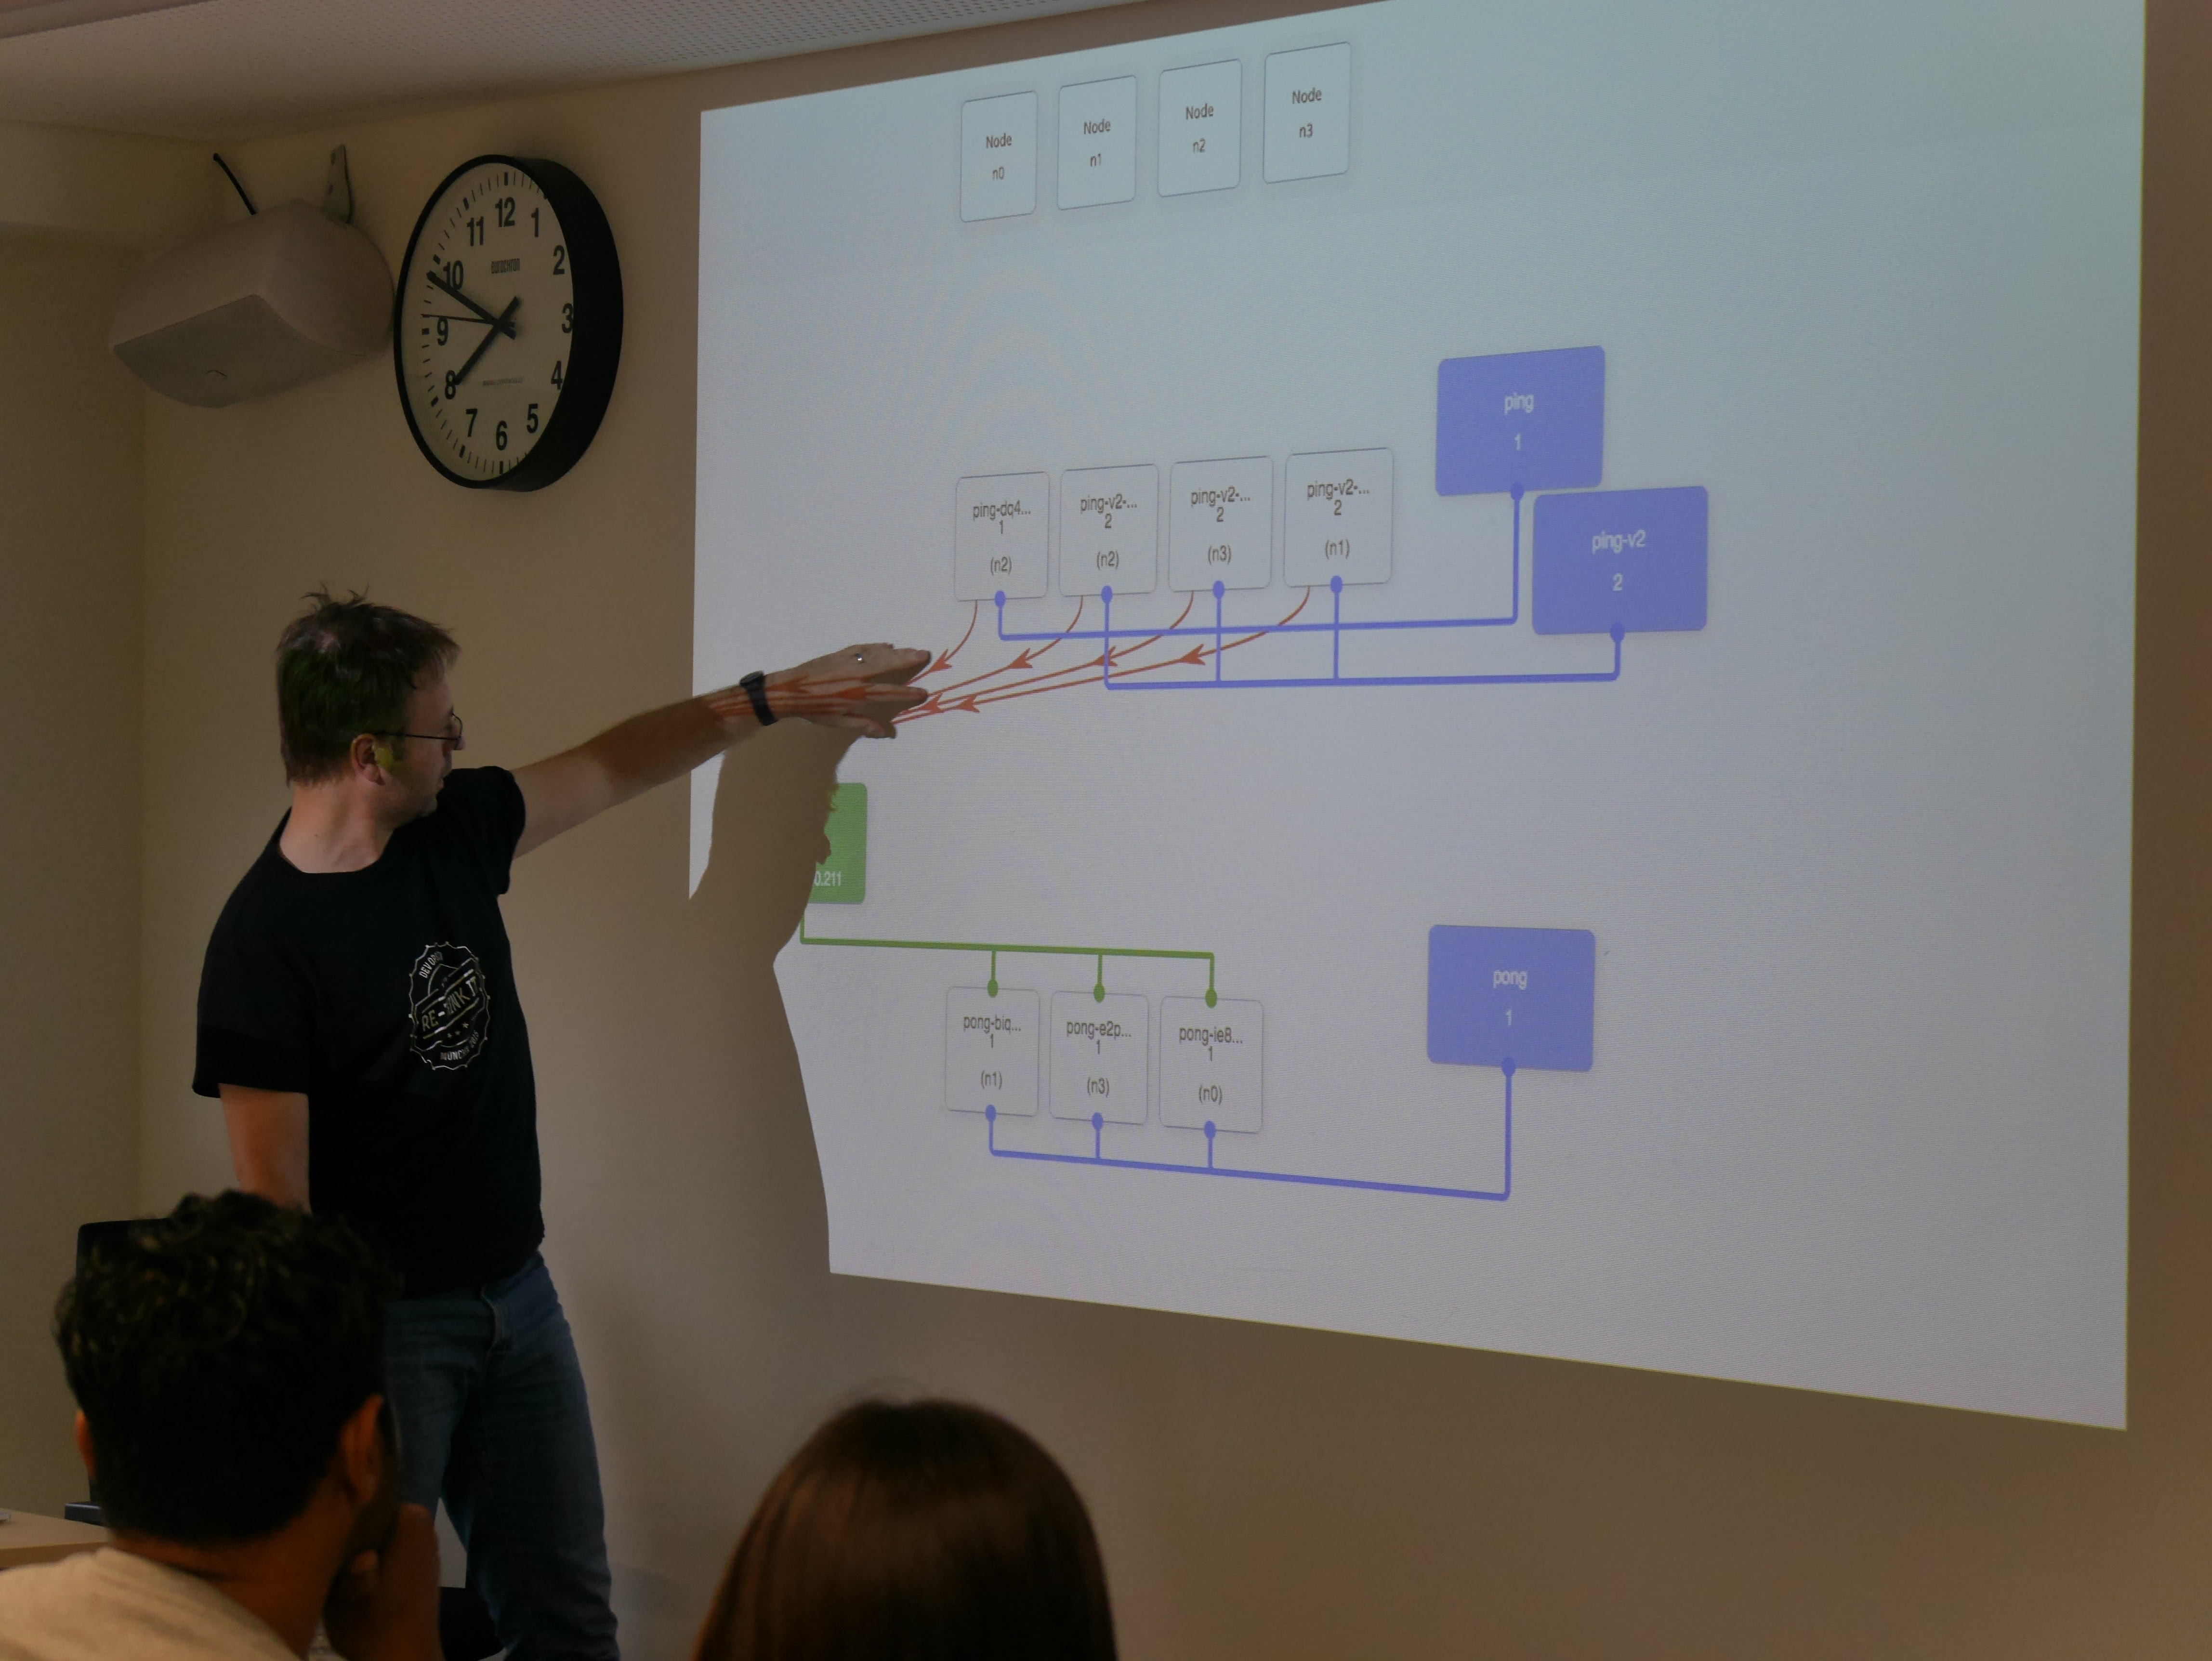 Node
n0
Node
n1
Node
n2
Node
n3
12
1
2
3
4
5
6
7
8
9
10
11
ping
1
ping-v2
2
ping-dq4...
1
(n2)
ping-v2-...
2
(n2)
ping-v2-...
2
(n3)
ping-v2-...
2
(n1)
0.211
pong
1
pong-biq...
1
(n1)
pong-e2p...
1
(n3)
pong-ie8...
1
(n0)
RE-THINK IT